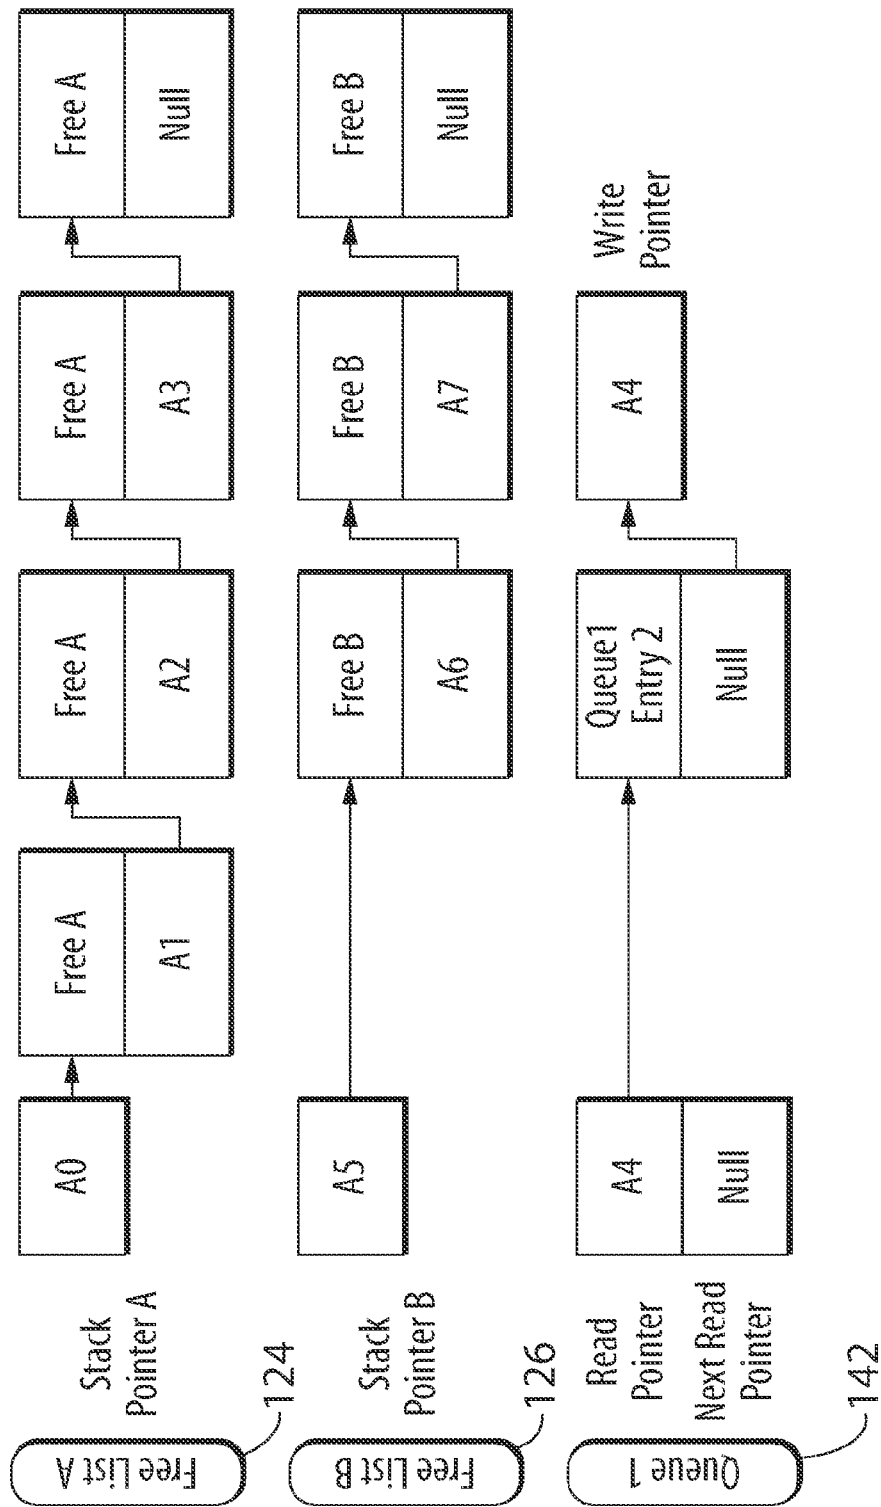 Free List A
124
Stack
Pointer A
A0
Free A
A1
Free A
A2
Free A
A3
Free A
Null
Free List B
126
Stack
Pointer B
A5
Free B
A6
Free B
A7
Free B
Null
Queue 1
142
Read
Pointer
Next Read
Pointer
A4
Null
Queue1
Entry 2
Null
A4
Write
Pointer